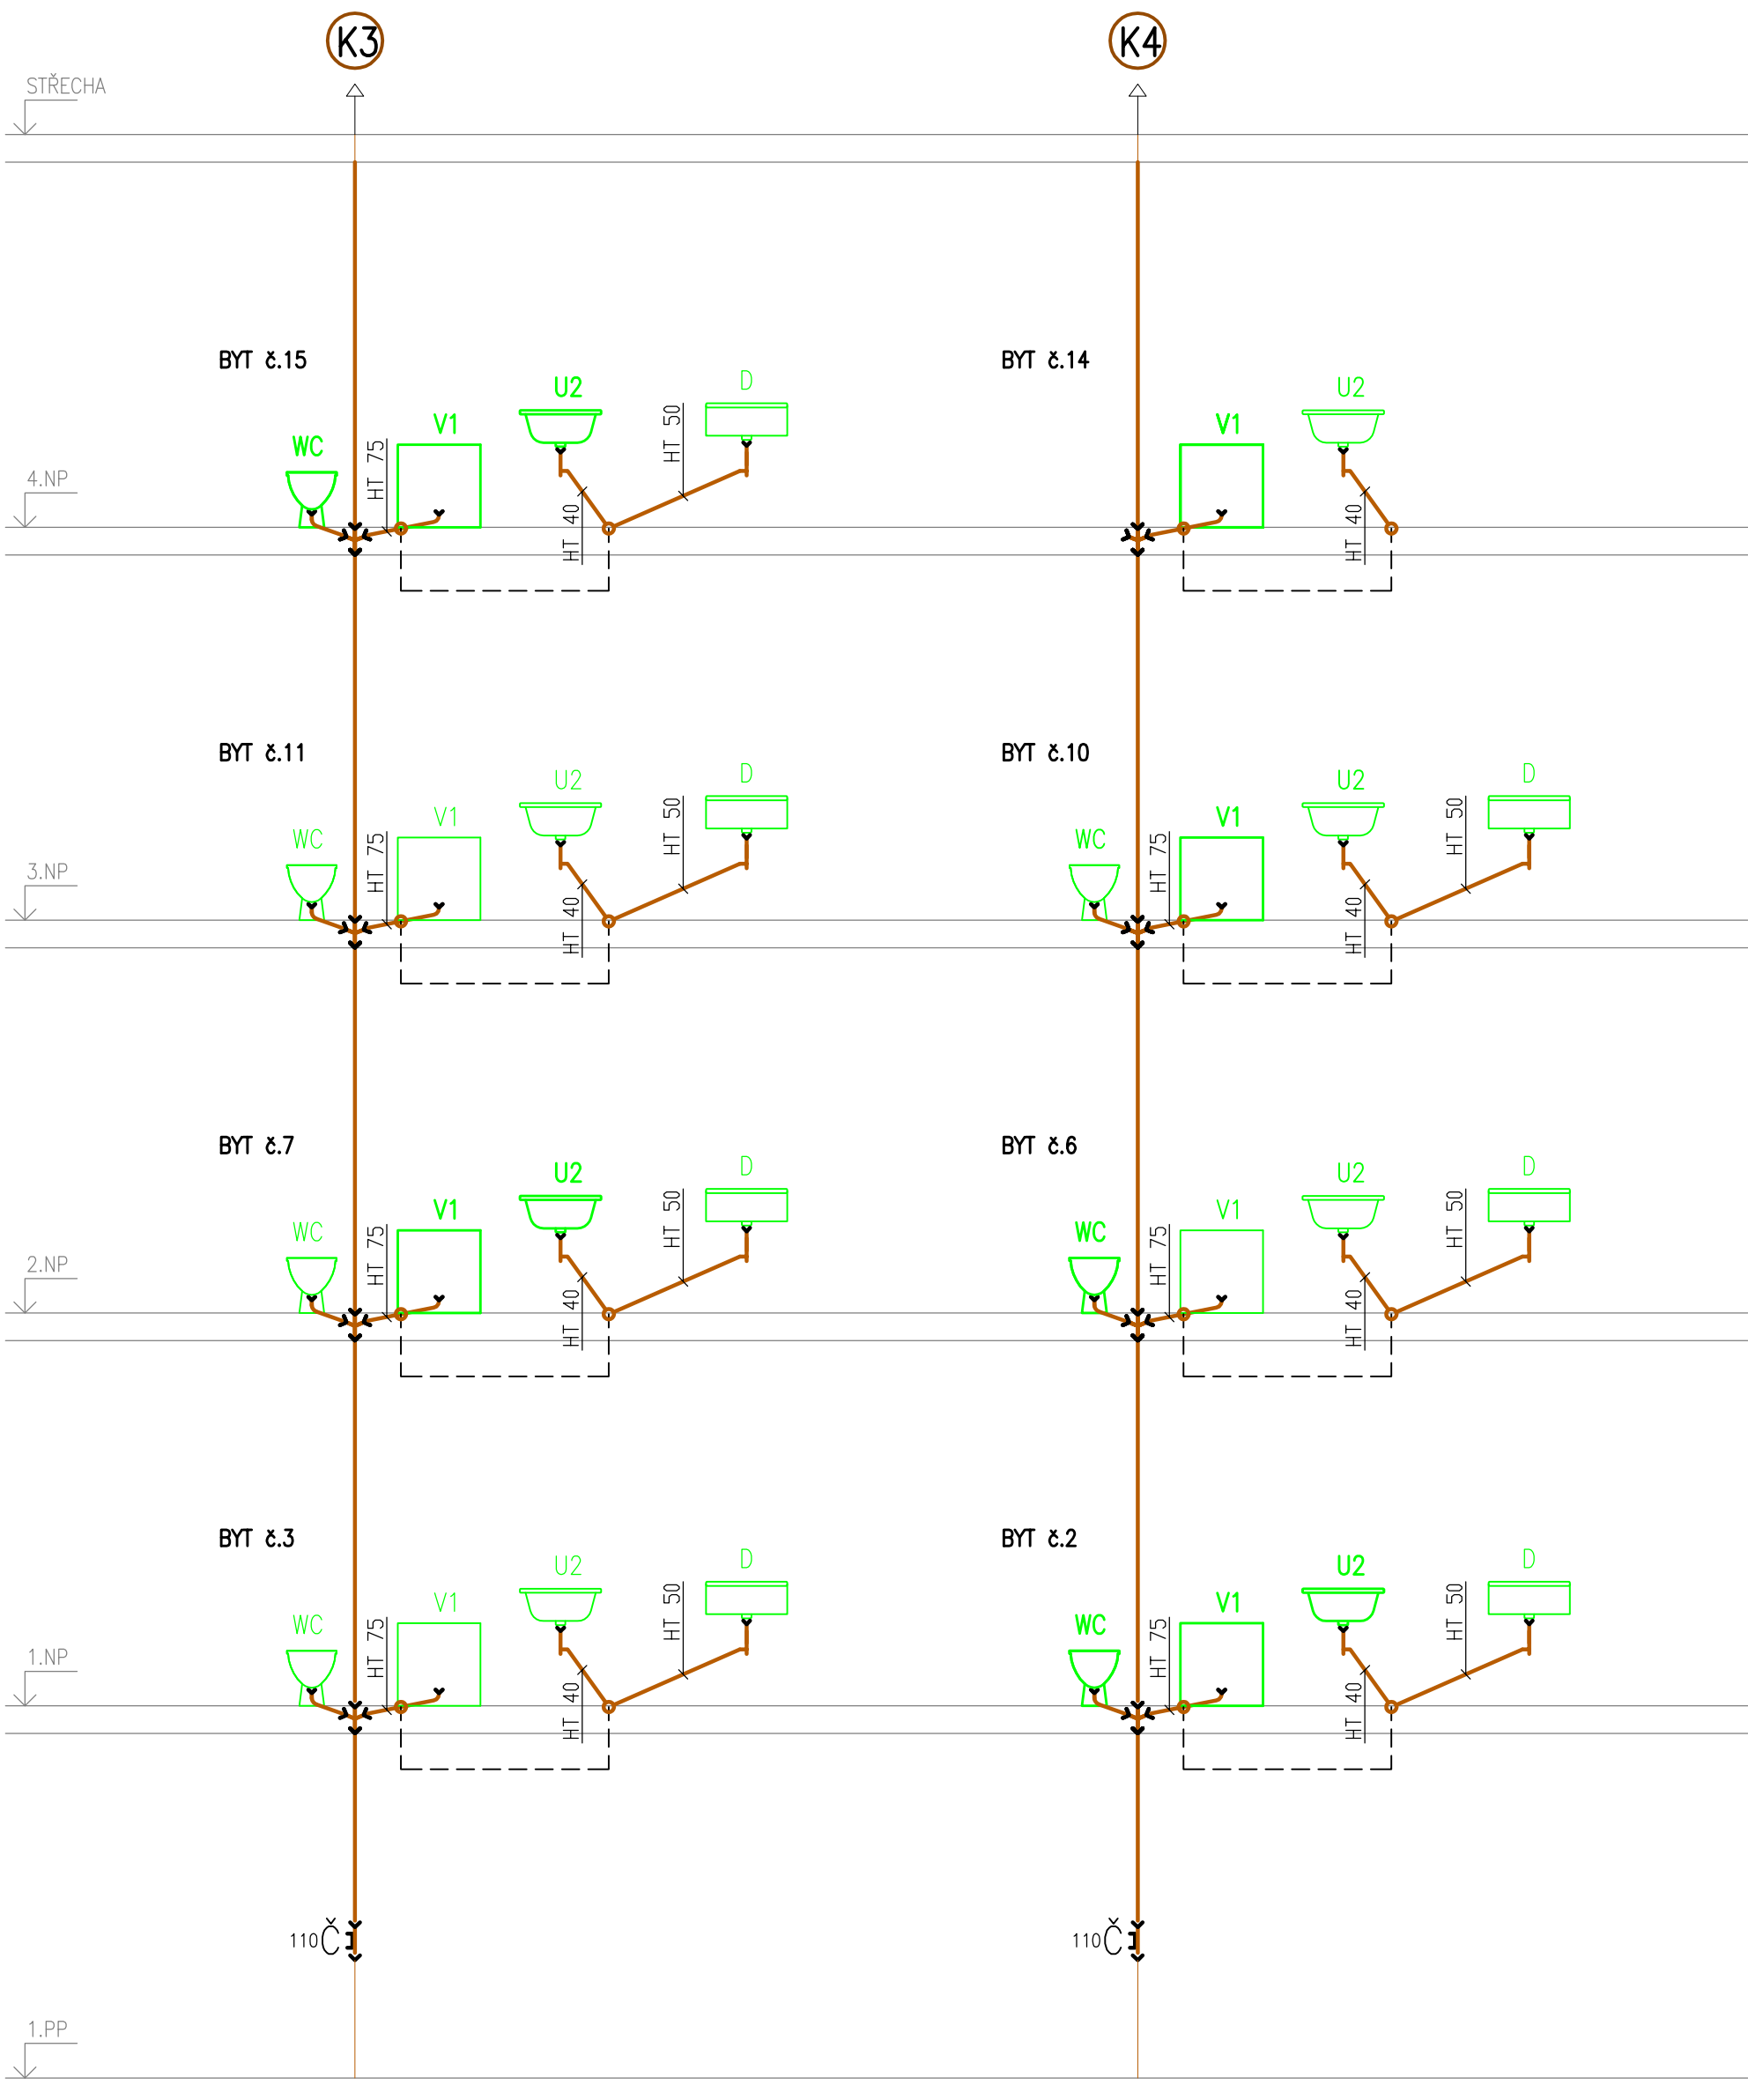 K3 K4
STŘECHA
BYT č.15 BYT č.14
WC HT 75 V1 U2 HT 40 HT 50 D V1 U2 HT 40
4.NP
BYT č.11 BYT č.10
WC HT 75 V1 U2 HT 40 HT 50 D WC HT 75 V1 U2 HT 40 HT 50 D
3.NP
BYT č.7 BYT č.6
WC HT 75 V1 U2 HT 40 HT 50 D WC HT 75 V1 U2 HT 40 HT 50 D
2.NP
BYT č.3 BYT č.2
WC HT 75 V1 U2 HT 40 HT 50 D WC HT 75 V1 U2 HT 40 HT 50 D
1.NP
110Č 110Č
1.PP